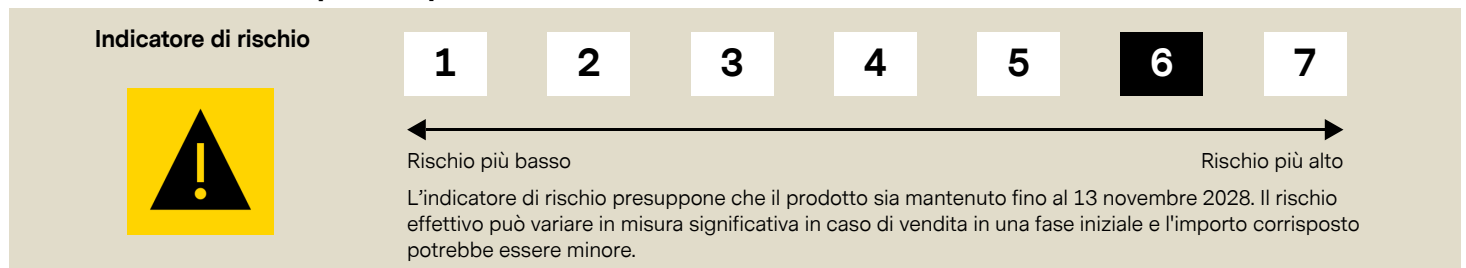 Indicatore di rischio
1 2 3 4 5 6 7
Rischio più basso Rischio più alto
L'indicatore di rischio presuppone che il prodotto sia mantenuto fino al 13 novembre 2028. Il rischio
effettivo può variare in misura significativa in caso di vendita in una fase iniziale e l'importo corrisposto
potrebbe essere minore.